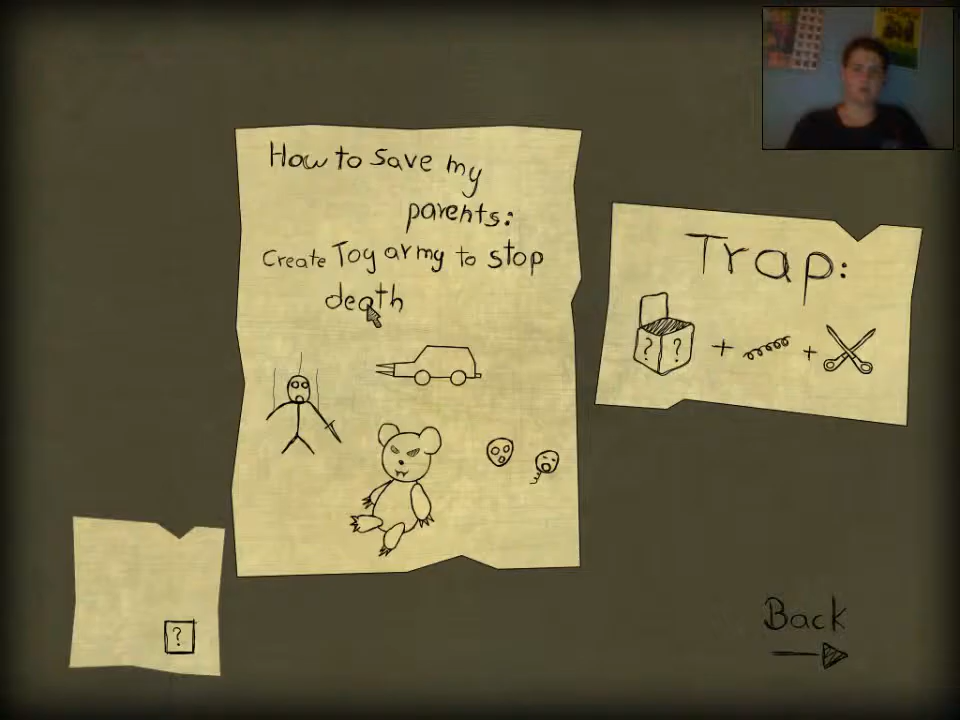 How to save my
parents:
Create Toy army to stop
death
Trap:
? ? + +
?
Back